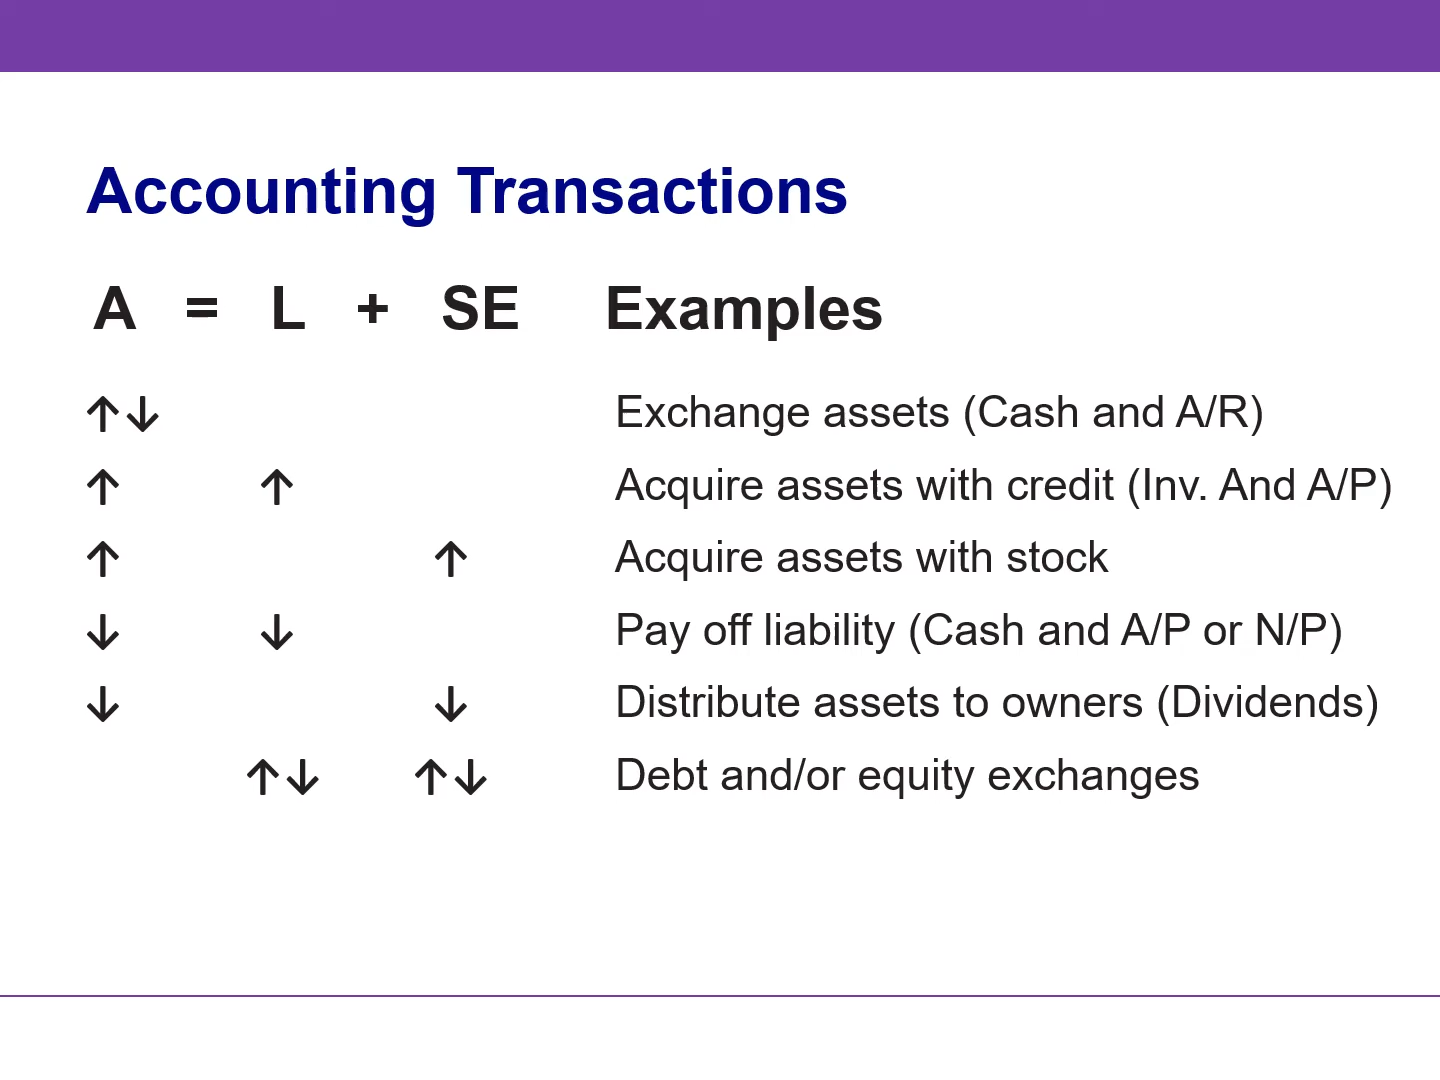 Accounting Transactions
A = L + SE Examples
↑↓ Exchange assets (Cash and A/R)
↑ ↑ Acquire assets with credit (Inv. And A/P)
↑ ↑ Acquire assets with stock
↓ ↓ Pay off liability (Cash and A/P or N/P)
↓ ↓ Distribute assets to owners (Dividends)
↑↓ ↑↓ Debt and/or equity exchanges